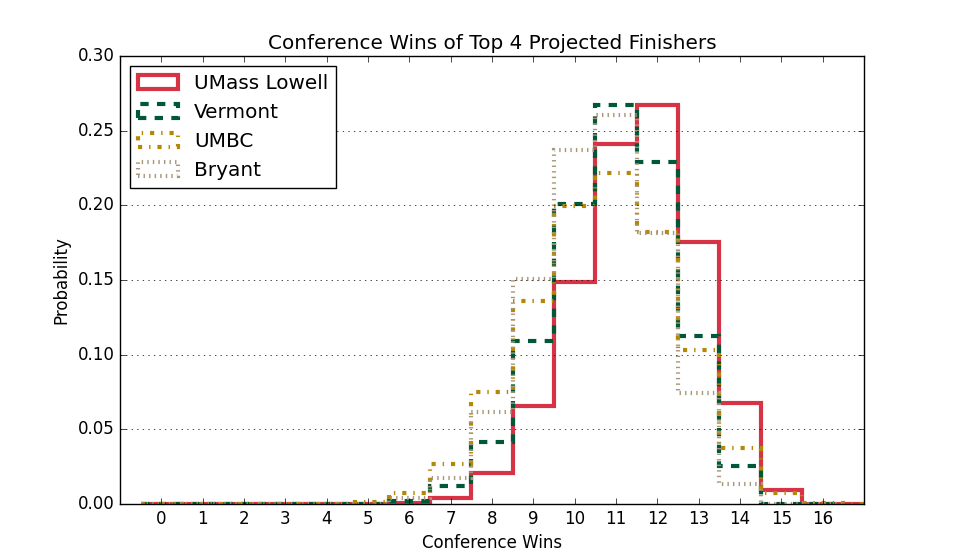 Conference Wins of Top 4 Projected Finishers
0.30
0.25
0.20
0.15
0.10
0.05
0.00
Probability
UMass Lowell
Vermont
UMBC
Bryant
0 1 2 3 4 5 6 7 8 9 10 11 12 13 14 15 16
Conference Wins